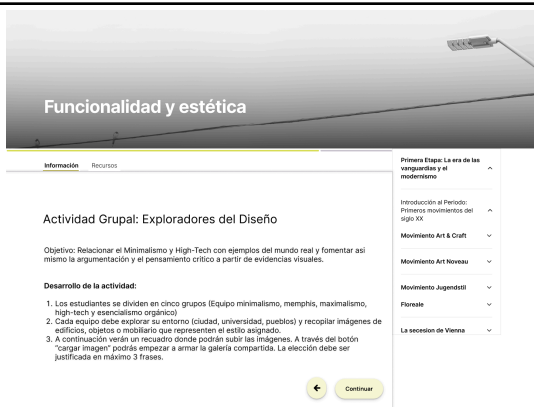 Funcionalidad y estética
Información
Recursos
Actividad Grupal: Exploradores del Diseño
Objetivo: Relacionar el Minimalismo y High-Tech con ejemplos del mundo real y fomentar asi
mismo la argumentación y el pensamiento crítico a partir de evidencias visuales.
Desarrollo de la actividad:
1. Los estudiantes se dividen en cinco grupos (Equipo minimalismo, memphis, maximalismo,
high-tech y esencialismo orgánico)
2. Cada equipo debe explorar su entorno (ciudad, universidad, pueblos) y recopilar imágenes de
edificios, objetos o mobiliario que representen el estilo asignado.
3. A continuación verán un recuadro donde podrán subir las imágenes. A través del botón
“cargar imagen” podrás empezar a armar la galería compartida. La elección debe ser
justificada en máximo 3 frases.
Continuar
Primera Etapa: La era de las
vanguardias y el
modernismo
Introducción al Periodo:
Primeros movimientos del
siglo XX
Movimiento Art & Craft
Movimiento Art Noveau
Movimiento Jugendstil
Floreale
La secesion de Vienna